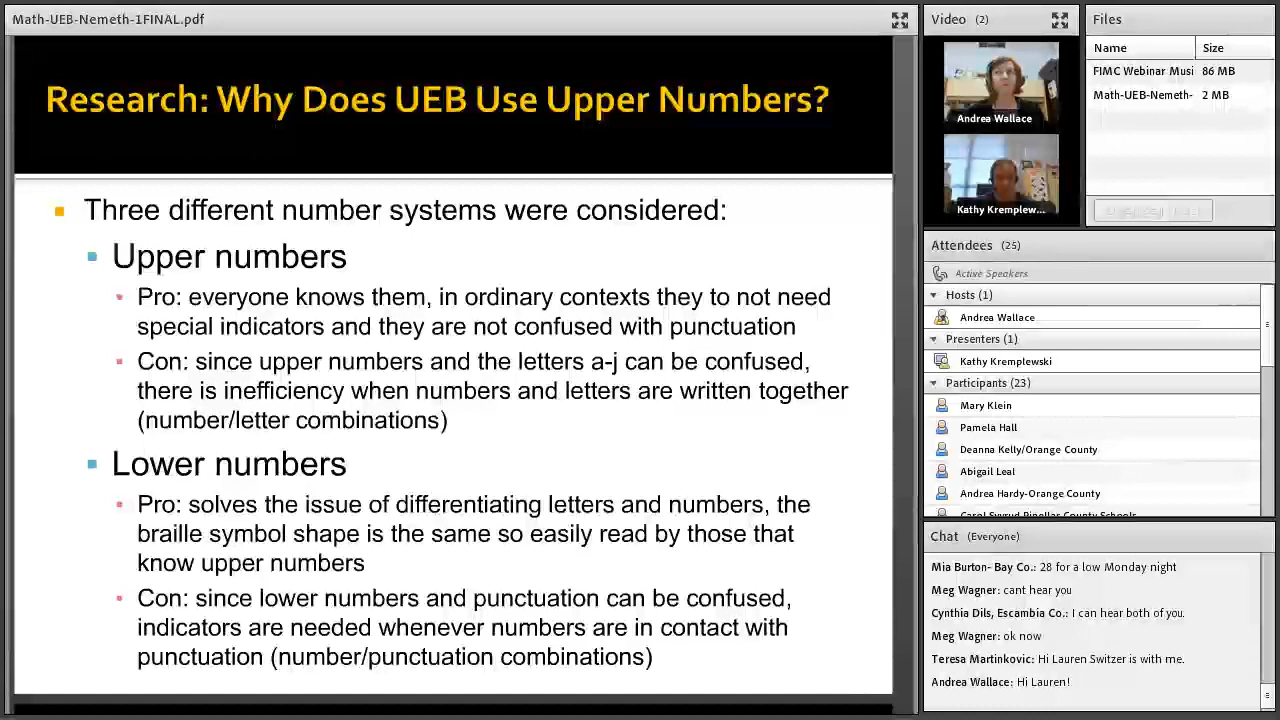 Math-UEB-Nemeth-1FINAL.pdf
Research: Why Does UEB Use Upper Numbers?
Three different number systems were considered:
Upper numbers
Pro: everyone knows them, in ordinary contexts they to not need
special indicators and they are not confused with punctuation
Con: since upper numbers and the letters a-j can be confused,
there is inefficiency when numbers and letters are written together
(number/letter combinations)
Lower numbers
Pro: solves the issue of differentiating letters and numbers, the
braille symbol shape is the same so easily read by those that
know upper numbers
Con: since lower numbers and punctuation can be confused,
indicators are needed whenever numbers are in contact with
punctuation (number/punctuation combinations)
Video (2)
Andrea Wallace
Kathy Kremplew...
Files
Name Size
FIMC Webinar Musi 86 MB
Math-UEB-Nemeth- 2 MB
Attendees (25)
Active Speakers
Hosts (1)
Andrea Wallace
Presenters (1)
Kathy Kremplewski
Participants (23)
Mary Klein
Pamela Hall
Deanna Kelly/Orange County
Abigail Leal
Andrea Hardy-Orange County
Chat (Everyone)
Mia Burton- Bay Co.: 28 for a low Monday night
Meg Wagner: cant hear you
Cynthia Dils, Escambia Co.: I can hear both of you.
Meg Wagner: ok now
Teresa Martinkovic: Hi Lauren Switzer is with me.
Andrea Wallace: Hi Lauren!